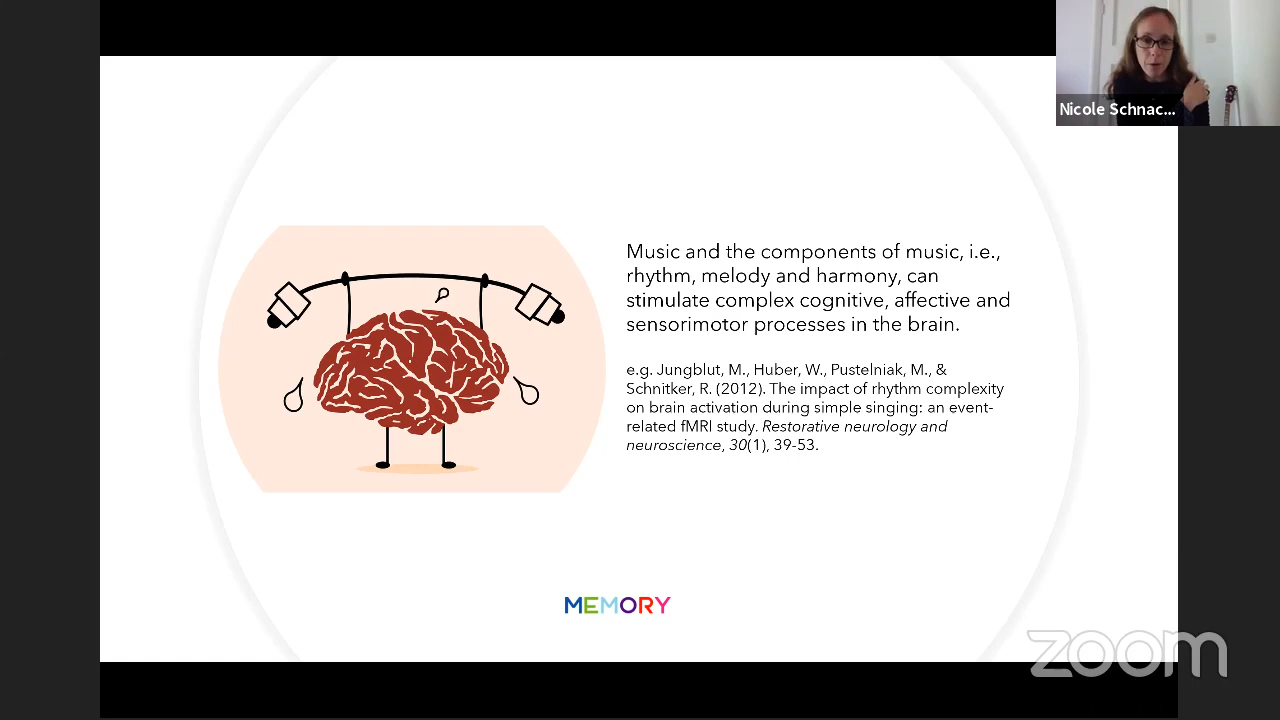 Nicole Schnac...
Music and the components of music, i.e.,
rhythm, melody and harmony, can
stimulate complex cognitive, affective and
sensorimotor processes in the brain.
e.g. Jungblut, M., Huber, W., Pustelniak, M., &
Schnitker, R. (2012). The impact of rhythm complexity
on brain activation during simple singing: an event-
related fMRI study. Restorative neurology and
neuroscience, 30(1), 39-53.
MEMORY
zoom